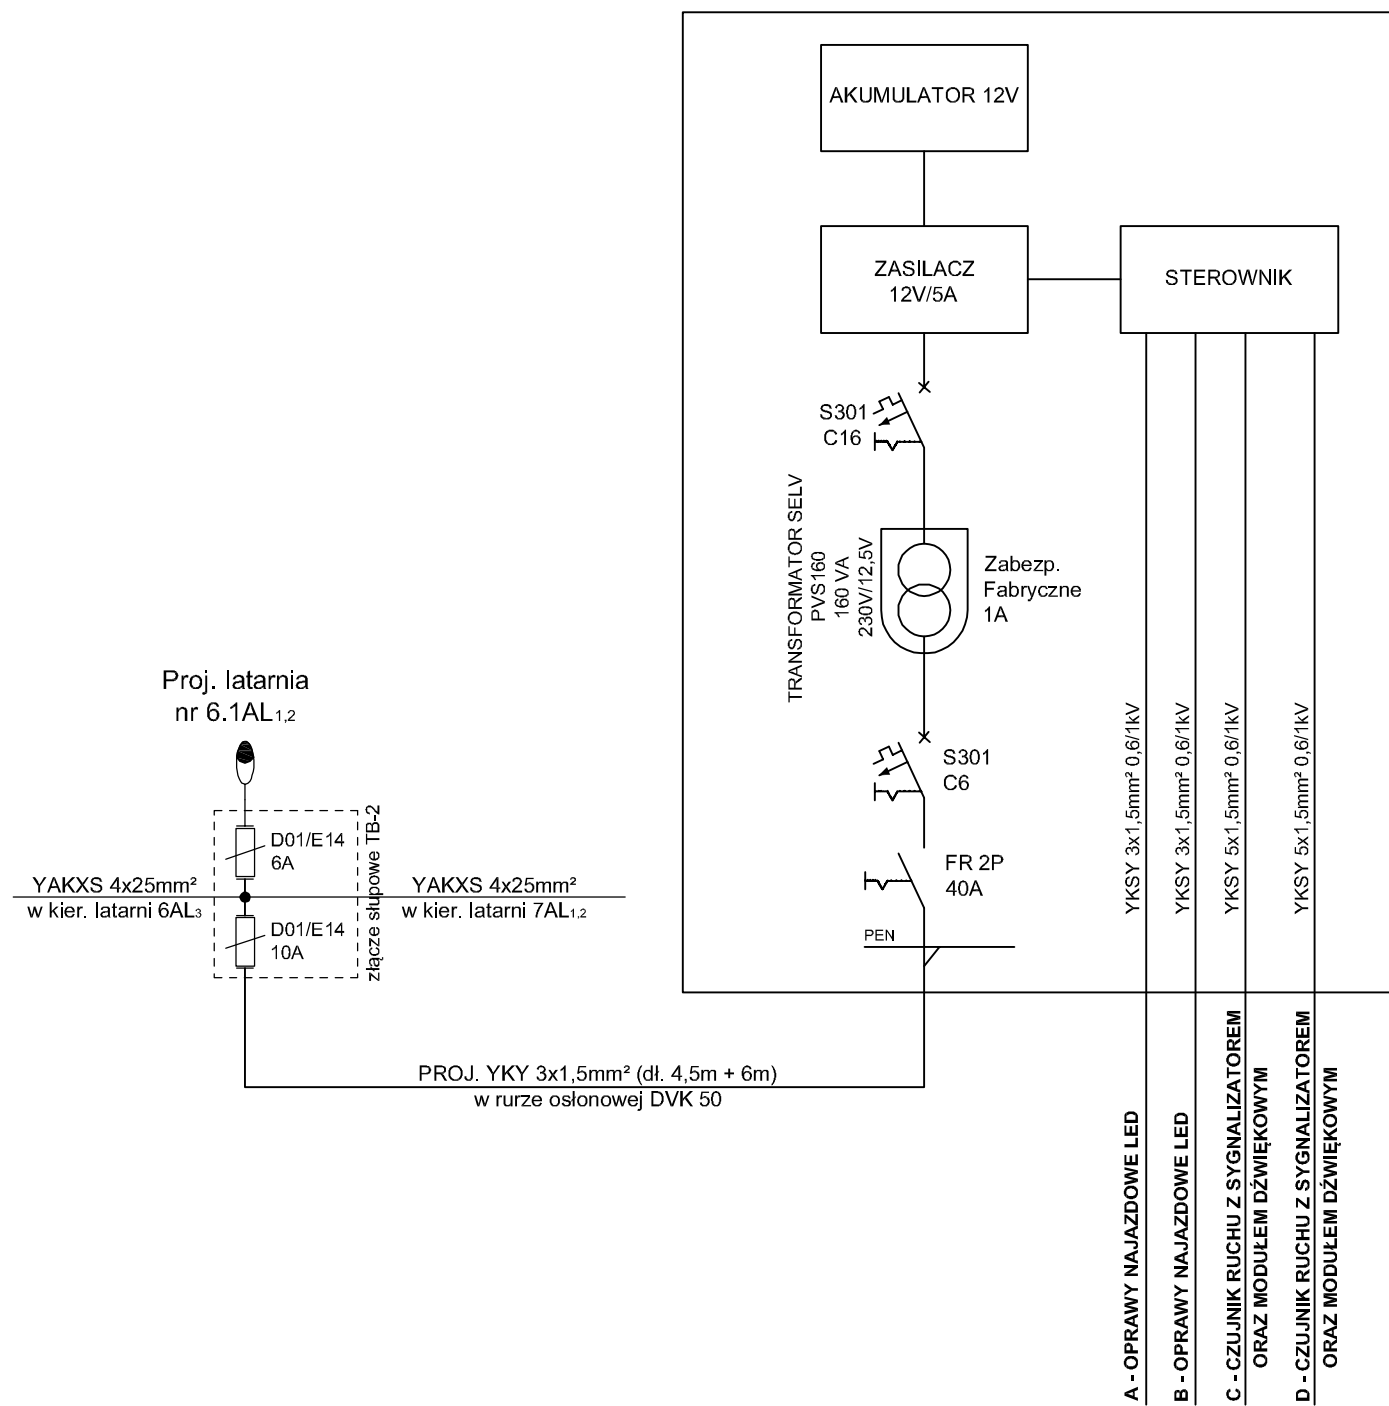 AKUMULATOR 12V
ZASILACZ
12V/5A
STEROWNIK
S301
C16
TRANSFORMATOR SELV
PVS160
160 VA
230V/12,5V
Zabezp.
Fabryczne
1A
S301
C6
FR 2P
40A
PEN
Proj. latarnia
nr 6.1AL1,2
D01/E14
6A
D01/E14
10A
złącze słupowe TB-2
YAKXS 4x25mm²
w kier. latarni 6AL3
YAKXS 4x25mm²
w kier. latarni 7AL1,2
PROJ. YKY 3x1,5mm² (dł. 4,5m + 6m)
w rurze osłonowej DVK 50
YKSY 3x1,5mm² 0,6/1kV
YKSY 3x1,5mm² 0,6/1kV
YKSY 5x1,5mm² 0,6/1kV
YKSY 5x1,5mm² 0,6/1kV
A - OPRAWY NAJAZDOWE LED
B - OPRAWY NAJAZDOWE LED
C - CZUJNIK RUCHU Z SYGNALIZATOREM
ORAZ MODUŁEM DŹWIĘKOWYM
D - CZUJNIK RUCHU Z SYGNALIZATOREM
ORAZ MODUŁEM DŹWIĘKOWYM